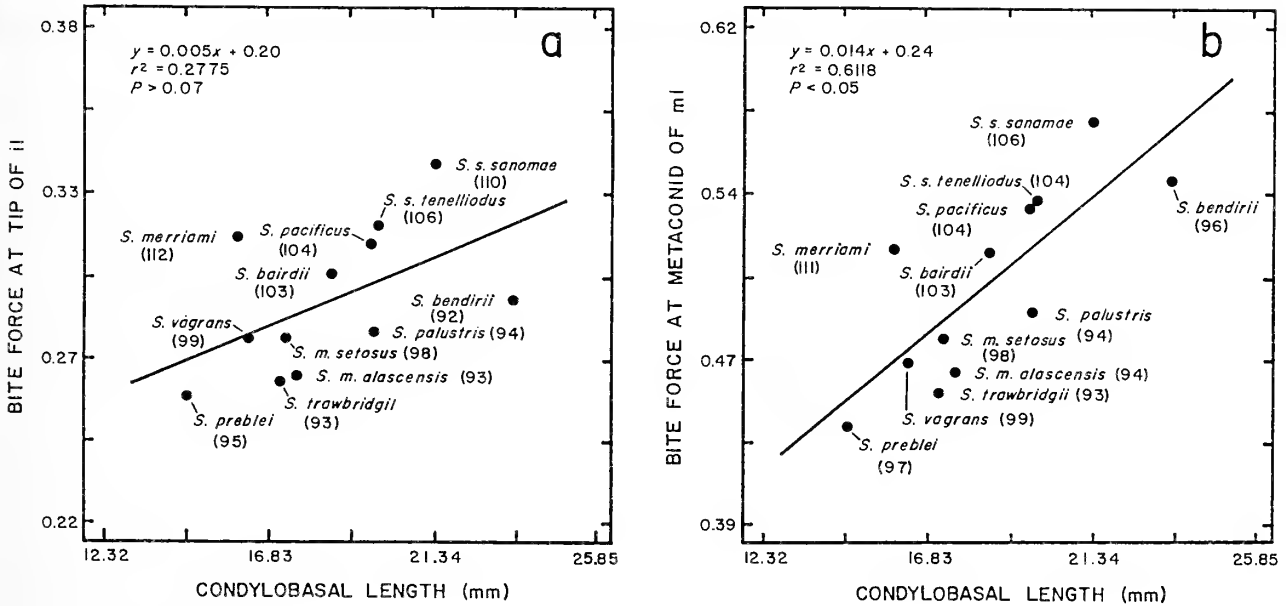 a
y = 0.005x + 0.20
r² = 0.2775
P > 0.07
0.38
0.33
0.27
0.22
BITE FORCE AT TIP OF i1
S. s. sanomae
(110)
S. s. tenelliodus
(106)
S. merriami
(112)
S. pacificus
(104)
S. bairdii
(103)
S. bendirii
(92)
S. vagrans
(99)
S. palustris (94)
S. m. setosus (98)
S. m. alascensis (93)
S. trawbridgii
(93)
S. preblei
(95)
12.32
16.83
21.34
25.85
CONDYLOBASAL LENGTH (mm)
b
y = 0.014x + 0.24
r² = 0.6118
P < 0.05
0.62
0.54
0.47
0.39
BITE FORCE AT METACONID OF m1
S. s. sanamae
(106)
S. s. tenelliodus (104)
S. pacificus
(104)
S. bendirii
(96)
S. merriami
(111)
S. bairdii
(103)
S. palustris
(94)
S. m. setosus
(98)
S. m. alascensis (94)
S. trawbridgii (93)
S. vagrans (99)
S. preblei
(97)
12.32
16.83
21.34
25.85
CONDYLOBASAL LENGTH (mm)